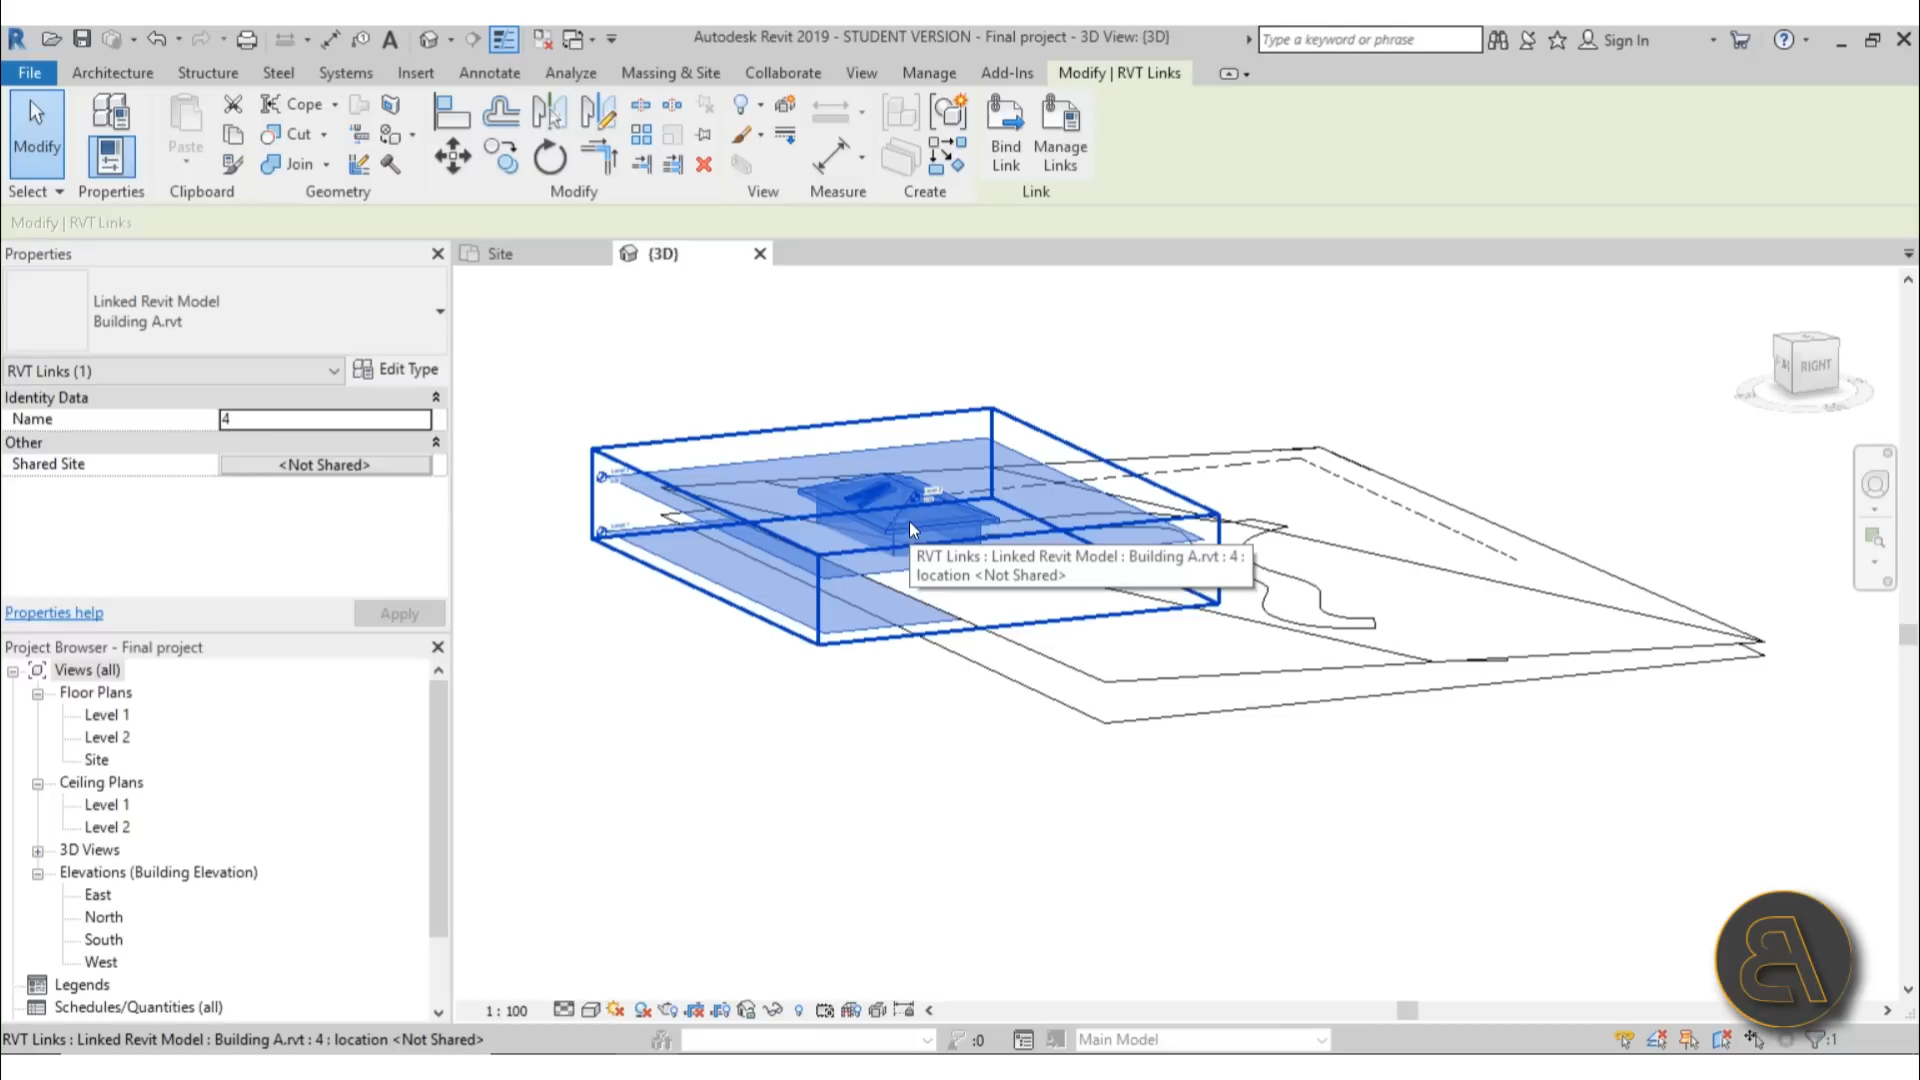 Autodesk Revit 2019 - STUDENT VERSION - Final project - 3D View: {3D}
Type a keyword or phrase
Sign In
File Architecture Structure Steel Systems Insert Annotate Analyze Massing & Site Collaborate View Manage Add-Ins Modify | RVT Links
Modify
Paste
Cope
Cut
Join
Bind Link
Manage Links
Select Properties Clipboard Geometry Modify View Measure Create Link
Modify | RVT Links
Properties
Site
{3D}
Linked Revit Model
Building A.rvt
RVT Links (1)
Edit Type
Identity Data
Name 4
Other
Shared Site <Not Shared>
Properties help
Apply
RIGHT
RVT Links : Linked Revit Model : Building A.rvt : 4 :
location <Not Shared>
Project Browser - Final project
Views (all)
Floor Plans
Level 1
Level 2
Site
Ceiling Plans
Level 1
Level 2
3D Views
Elevations (Building Elevation)
East
North
South
West
Legends
Schedules/Quantities (all)
1 : 100
RVT Links : Linked Revit Model : Building A.rvt : 4 : location <Not Shared>
:0
Main Model
:1